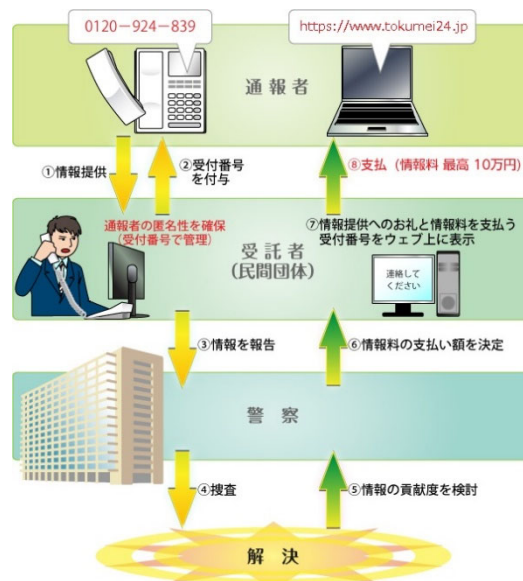 0120－924－839
https://www.tokumei24.jp
通報者
①情報提供
②受付番号
を付与
⑧支払（情報料 最高 10万円）
通報者の匿名性を確保
（受付番号で管理）
受託者
（民間団体）
⑦情報提供へのお礼と情報料を支払う
受付番号をウェブ上に表示
連絡して
ください
③情報を報告
⑥情報料の支払い額を決定
警察
④捜査
⑤情報の貢献度を検討
解決